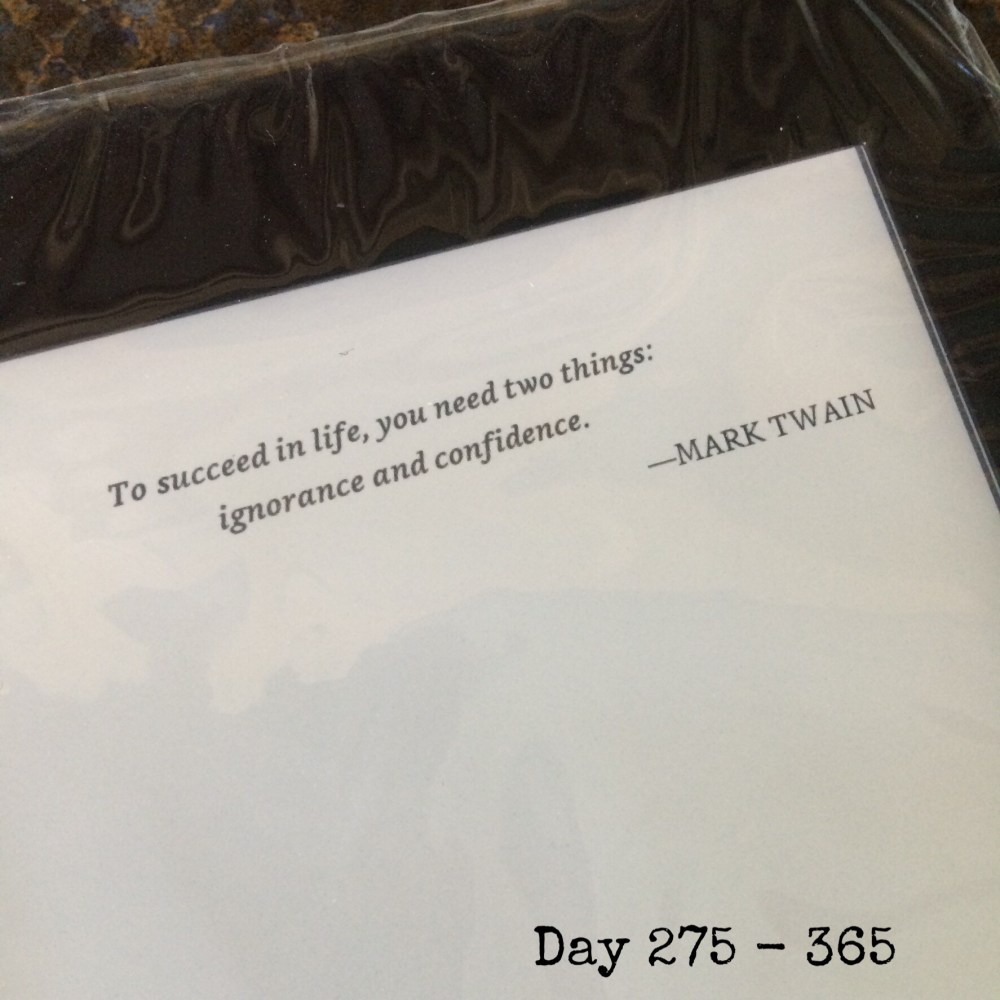 To succeed in life, you need two things:
ignorance and confidence.
—MARK TWAIN
Day 275 – 365